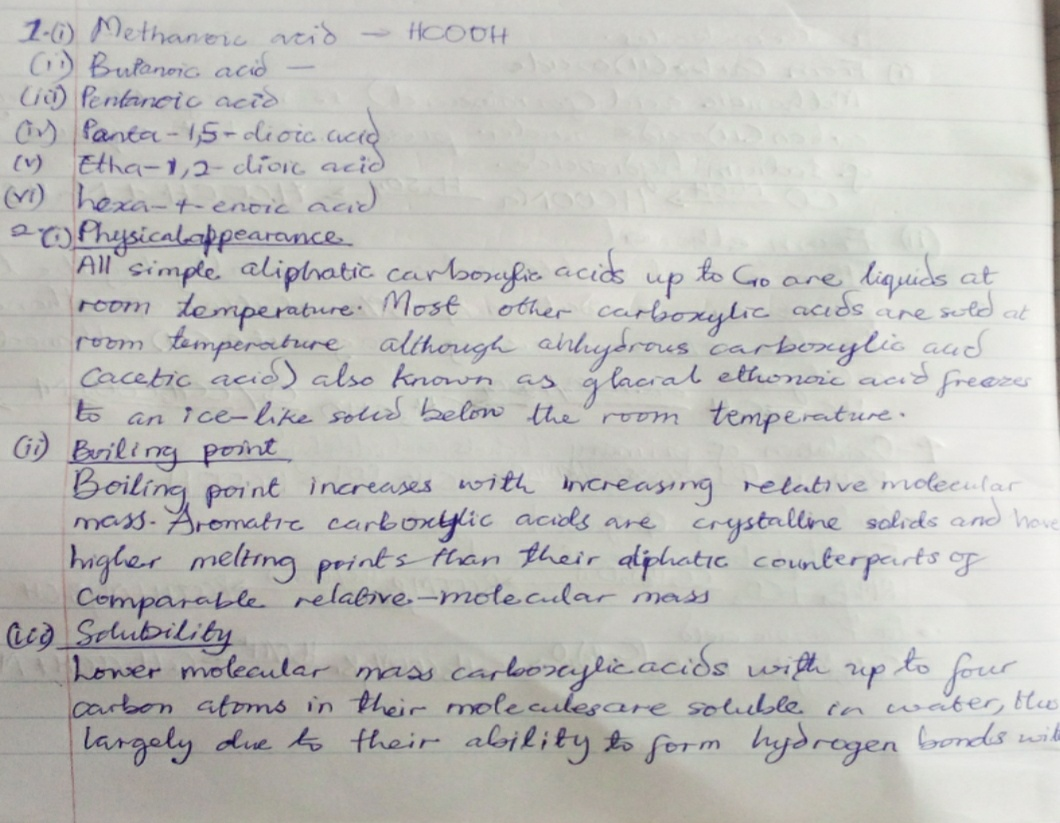 1.(i) Methanoic acid → HCOOH
(ii) Butanoic acid —
(iii) Pentanoic acid
(iv) Panta-1,5-dioic acid
(v) Etha-1,2-dioic acid
(vi) hexa-4-enoic acid
2.(i) Physical appearance
All simple aliphatic carboxylic acids up to C10 are liquids at
room temperature. Most other carboxylic acids are solid at
room temperature although anhydrous carboxylic acid
(acetic acid) also known as glacial ethanoic acid freezes
to an ice-like solid below the room temperature.
(ii) Boiling point
Boiling point increases with increasing relative molecular
mass. Aromatic carboxylic acids are crystalline solids and have
higher melting points than their aliphatic counterparts of
comparable relative-molecular mass
(iii) Solubility
Lower molecular mass carboxylic acids with up to four
carbon atoms in their molecules are soluble in water,
largely due to their ability to form hydrogen bonds